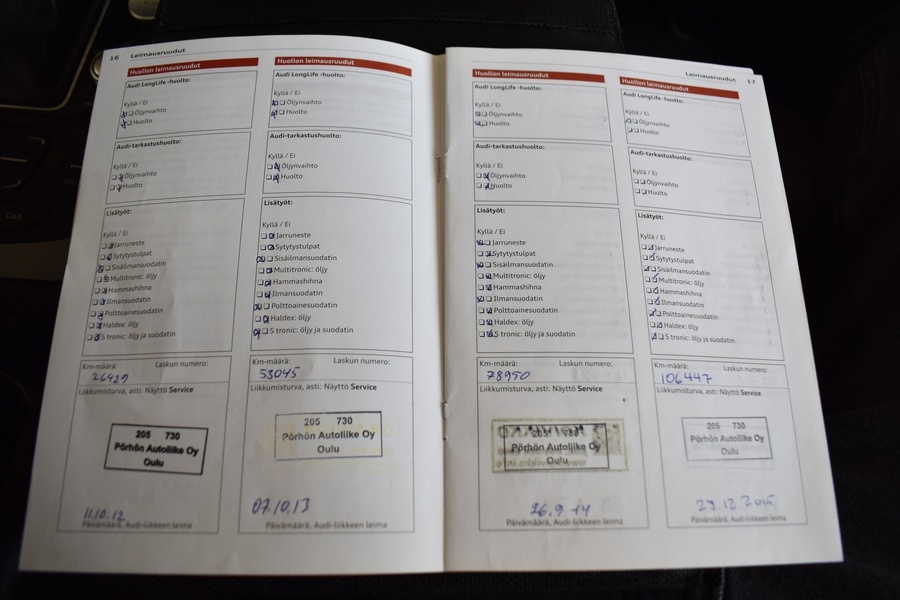 16 Leimausruudut
Huollon leimausruudut
Audi LongLife -huolto:
Kyllä / Ei
Öljynvaihto
Huolto
Audi-tarkastushuolto:
Kyllä / Ei
Öljynvaihto
Huolto
Lisätyöt:
Kyllä / Ei
Jarruneste
Sytytystulpat
Sisäilmansuodatin
Multitronic: öljy
Hammashihna
Ilmansuodatin
Polttoainesuodatin
Haldex: öljy
S tronic: öljy ja suodatin
Km-määrä: Laskun numero:
26429
Liikkumisturva, asti: Näyttö Service
205 730
Pörhön Autoliike Oy
Oulu
11.10.12
Päivämäärä, Audi-liikkeen leima
Huollon leimausruudut
Audi LongLife -huolto:
Kyllä / Ei
Öljynvaihto
Huolto
Audi-tarkastushuolto:
Kyllä / Ei
Öljynvaihto
Huolto
Lisätyöt:
Kyllä / Ei
Jarruneste
Sytytystulpat
Sisäilmansuodatin
Multitronic: öljy
Hammashihna
Ilmansuodatin
Polttoainesuodatin
Haldex: öljy
S tronic: öljy ja suodatin
Km-määrä: Laskun numero:
53045
Liikkumisturva, asti: Näyttö Service
205 730
Pörhön Autoliike Oy
Oulu
07.10.13
Päivämäärä, Audi-liikkeen leima
Leimausruudut 17
Huollon leimausruudut
Audi LongLife -huolto:
Kyllä / Ei
Öljynvaihto
Huolto
Audi-tarkastushuolto:
Kyllä / Ei
Öljynvaihto
Huolto
Lisätyöt:
Kyllä / Ei
Jarruneste
Sytytystulpat
Sisäilmansuodatin
Multitronic: öljy
Hammashihna
Ilmansuodatin
Polttoainesuodatin
Haldex: öljy
S tronic: öljy ja suodatin
Km-määrä: Laskun numero:
78950
Liikkumisturva, asti: Näyttö Service
Pörhön Autoliike Oy
Oulu
26.9.14
Päivämäärä, Audi-liikkeen leima
Huollon leimausruudut
Audi LongLife -huolto:
Kyllä / Ei
Öljynvaihto
Huolto
Audi-tarkastushuolto:
Kyllä / Ei
Öljynvaihto
Huolto
Lisätyöt:
Kyllä / Ei
Jarruneste
Sytytystulpat
Sisäilmansuodatin
Multitronic: öljy
Hammashihna
Ilmansuodatin
Polttoainesuodatin
Haldex: öljy
S tronic: öljy ja suodatin
Km-määrä: Laskun numero:
106447
Liikkumisturva, asti: Näyttö Service
205 730
Pörhön Autoliike Oy
Oulu
29.12.2015
Päivämäärä, Audi-liikkeen leima